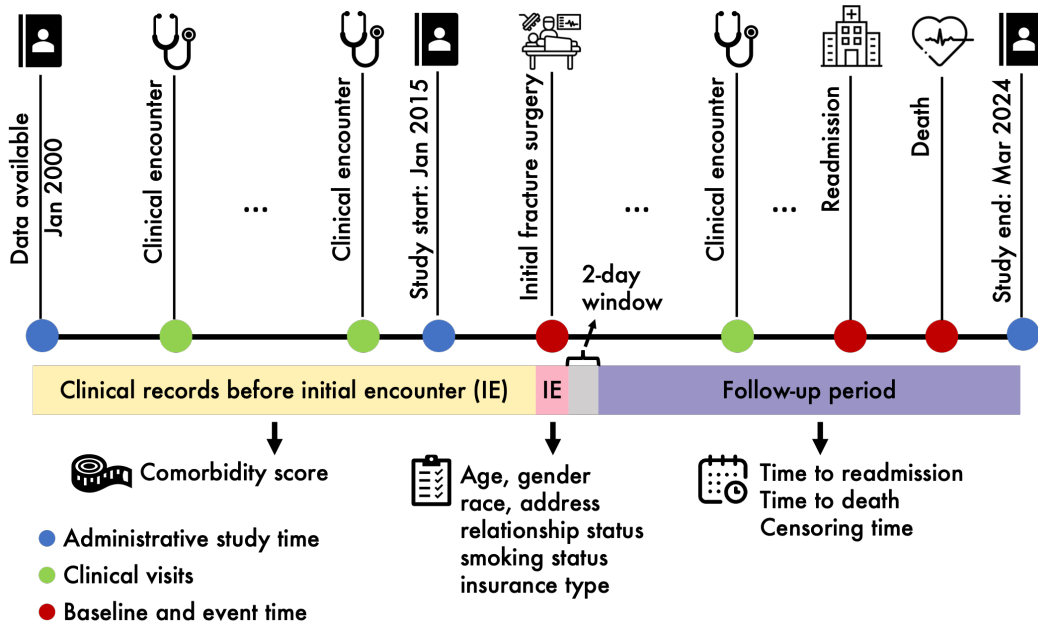 Data available
Jan 2000
Clinical encounter
...
Clinical encounter
Study start: Jan 2015
Initial fracture surgery
...
Clinical encounter
...
Readmission
Death
Study end: Mar 2024
2-day
window
Clinical records before initial encounter (IE)
IE
Follow-up period
Comorbidity score
Age, gender
race, address
relationship status
smoking status
insurance type
Time to readmission
Time to death
Censoring time
Administrative study time
Clinical visits
Baseline and event time